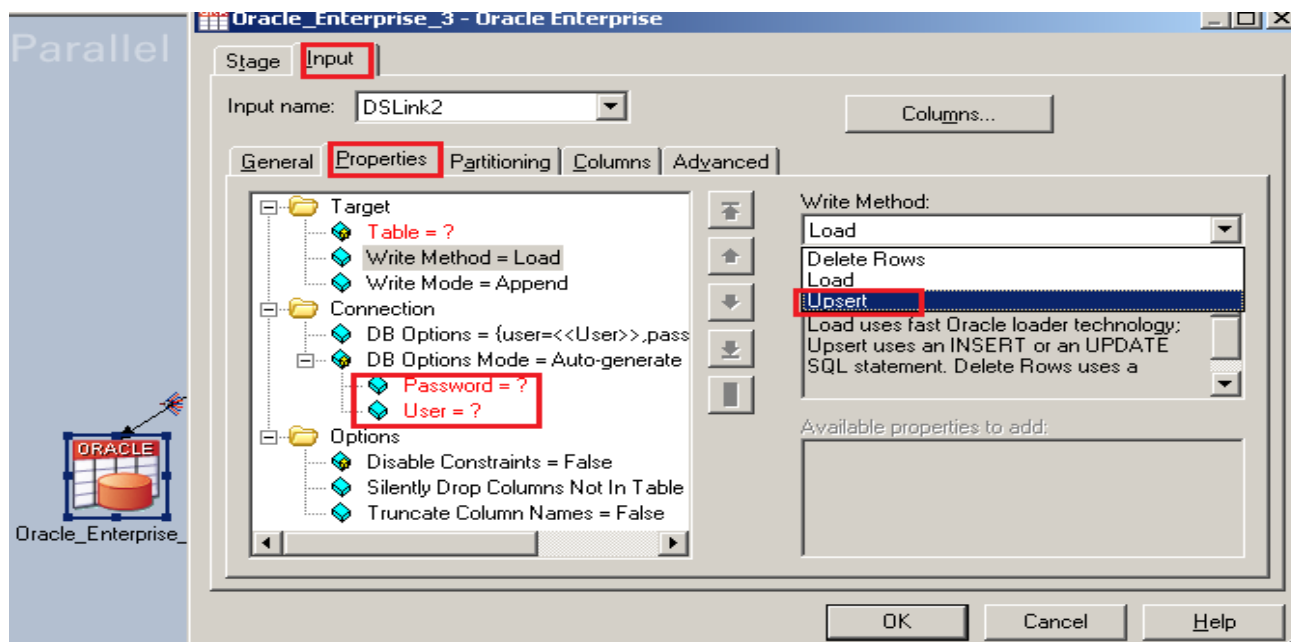 Oracle_Enterprise_3 - Oracle Enterprise
Parallel
Stage
Input
Input name:
DSLink2
Columns...
General
Properties
Partitioning
Columns
Advanced
Target
Table = ?
Write Method = Load
Write Mode = Append
Connection
DB Options = {user=<<User>>,pass
DB Options Mode = Auto-generate
Password = ?
User = ?
Options
Disable Constraints = False
Silently Drop Columns Not In Table
Truncate Column Names = False
Write Method:
Load
Delete Rows
Load
Upsert
Load uses fast Oracle loader technology;
Upsert uses an INSERT or an UPDATE
SQL statement. Delete Rows uses a
Available properties to add:
ORACLE
Oracle_Enterprise_
OK
Cancel
Help